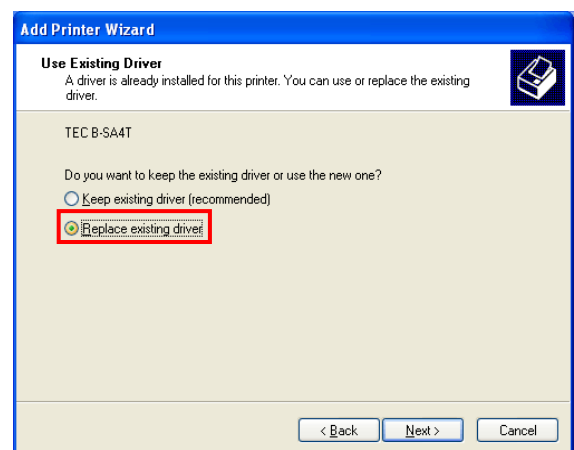 Add Printer Wizard
Use Existing Driver
A driver is already installed for this printer. You can use or replace the existing
driver.
TEC B-SA4T
Do you want to keep the existing driver or use the new one?
Keep existing driver (recommended)
Replace existing driver
< Back Next > Cancel